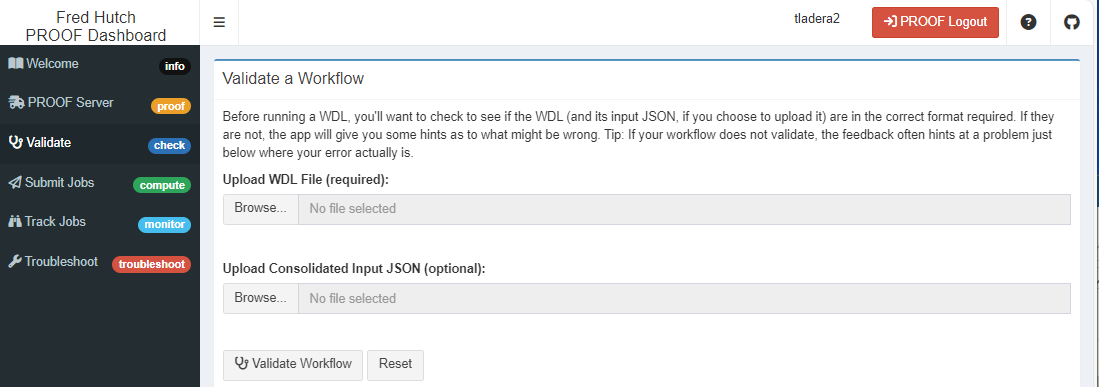 Fred Hutch
PROOF Dashboard
tladera2
PROOF Logout
Welcome
info
PROOF Server
proof
Validate
check
Submit Jobs
compute
Track Jobs
monitor
Troubleshoot
troubleshoot
Validate a Workflow
Before running a WDL, you'll want to check to see if the WDL (and its input JSON, if you choose to upload it) are in the correct format required. If they
are not, the app will give you some hints as to what might be wrong. Tip: If your workflow does not validate, the feedback often hints at a problem just
below where your error actually is.
Upload WDL File (required):
Browse... No file selected
Upload Consolidated Input JSON (optional):
Browse... No file selected
Validate Workflow Reset